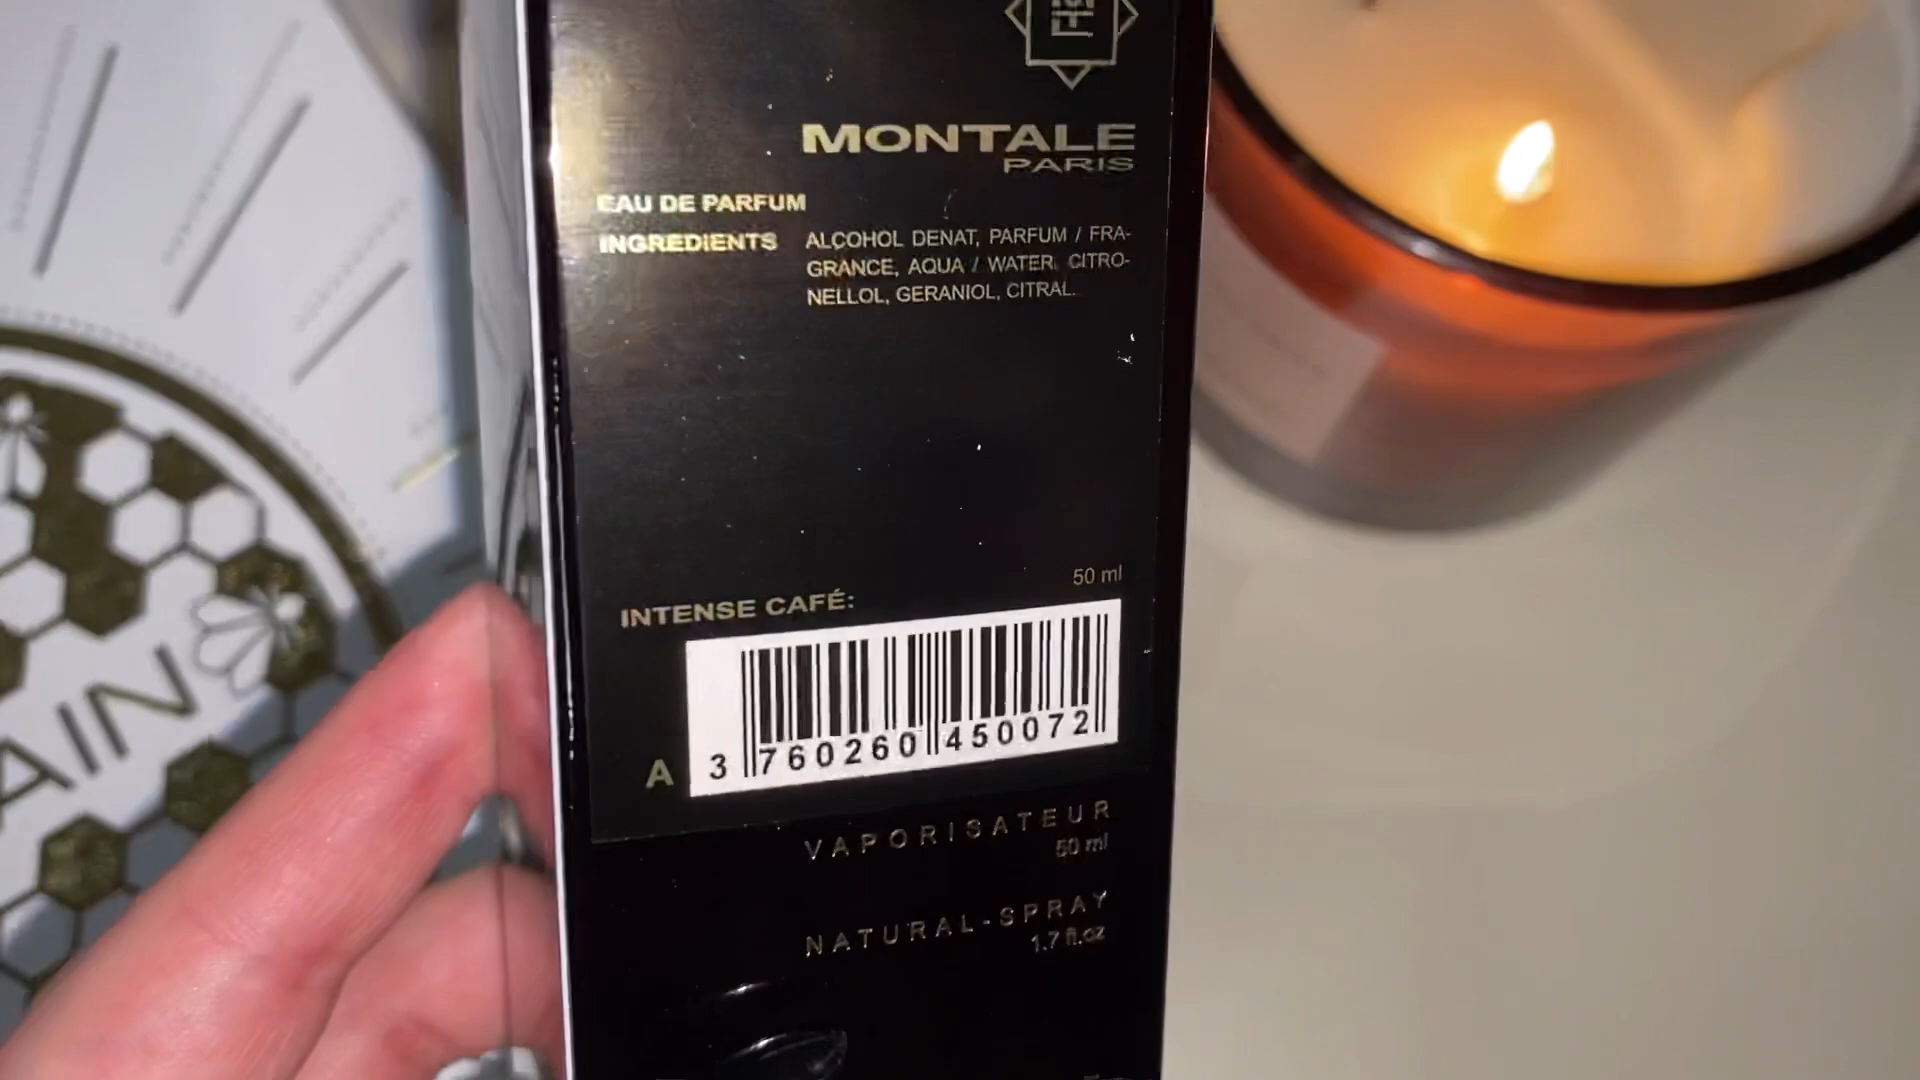 MONTALE
PARIS
EAU DE PARFUM
INGREDIENTS ALCOHOL DENAT, PARFUM / FRA-
GRANCE, AQUA / WATER, CITRO-
NELLOL, GERANIOL, CITRAL.
50 ml
INTENSE CAFÉ:
A 3 760260 450072
VAPORISATEUR
50 ml
NATURAL-SPRAY
1.7 fl.oz
AIN